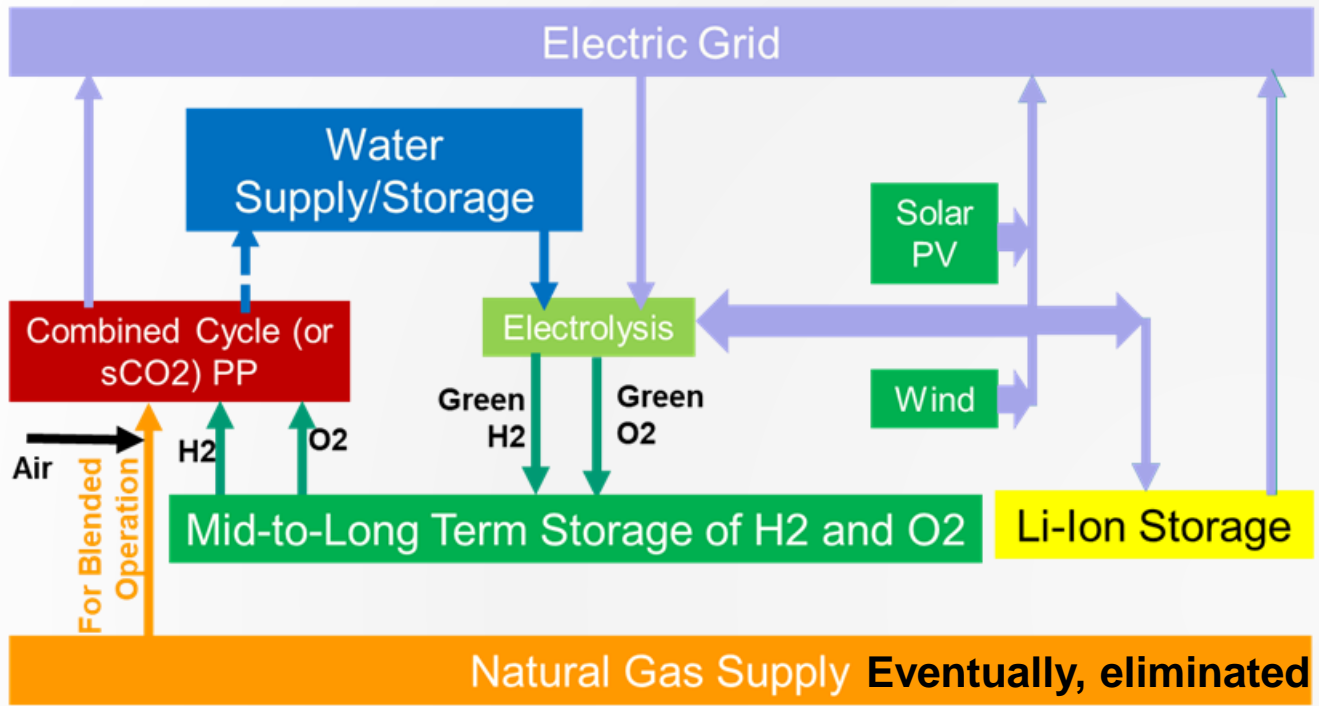 Electric Grid
Water
Supply/Storage
Solar
PV
Combined Cycle (or
sCO2) PP
Electrolysis
Wind
Green
H2
Green
O2
Air
H2
O2
For Blended
Operation
Mid-to-Long Term Storage of H2 and O2
Li-Ion Storage
Natural Gas Supply Eventually, eliminated